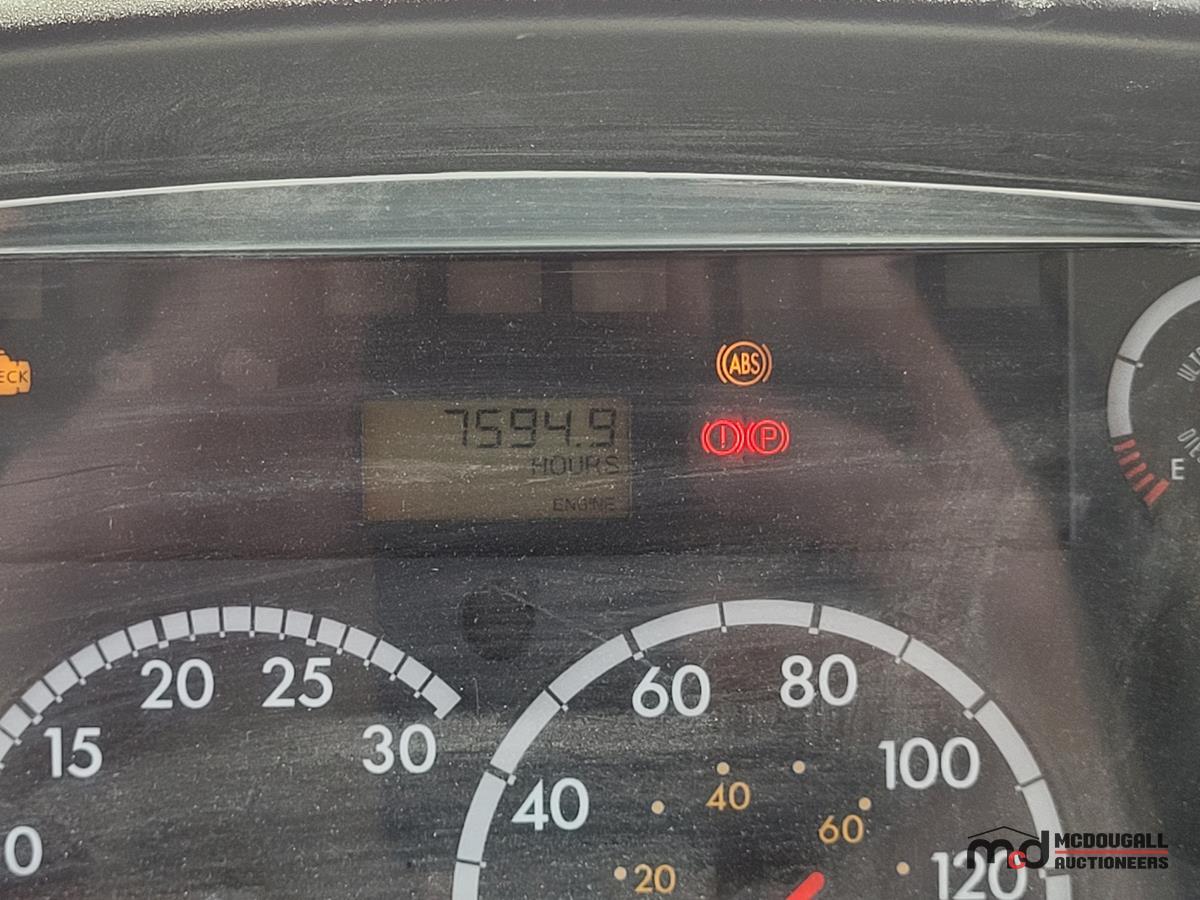 ECK
ABS
7594.9
HOURS
! P
ENGINE
E
20 25
15 30
0
60 80
40 100
120
40
60
20
mcd MCDOUGALL
AUCTIONEERS